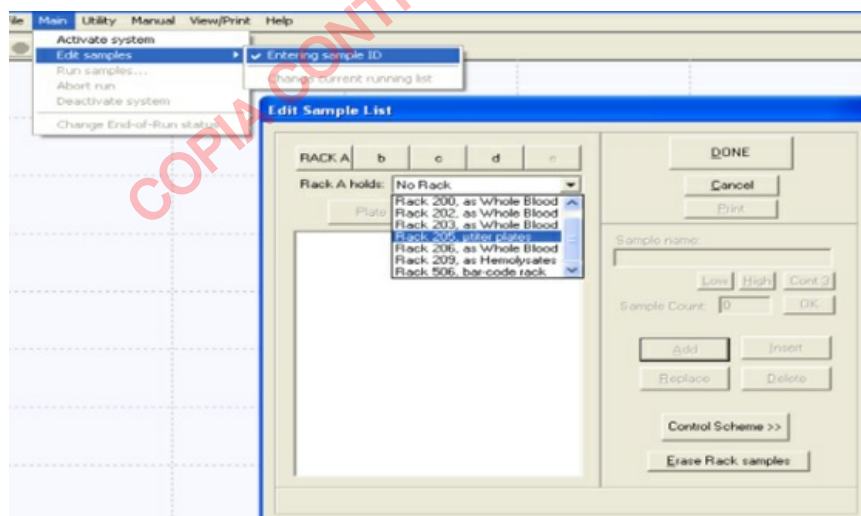 File Main Utility Manual View/Print Help
Activate system
Edit samples
Entering sample ID
Run samples...
Change current running list
Abort run
Deactivate system
Change End-of-Run status
Edit Sample List
RACK A b c d e
DONE
Rack A holds: No Rack
Cancel
Plate
Print
Rack 200, as Whole Blood
Rack 202, as Whole Blood
Rack 203, as Whole Blood
Rack 205, µtiter plates
Rack 206, as Whole Blood
Rack 209, as Hemolysates
Rack 506, bar-code rack
Sample name:
Low High Cont 3
Sample Count: 0 OK
Add Insert
Replace Delete
Control Scheme >>
Erase Rack samples